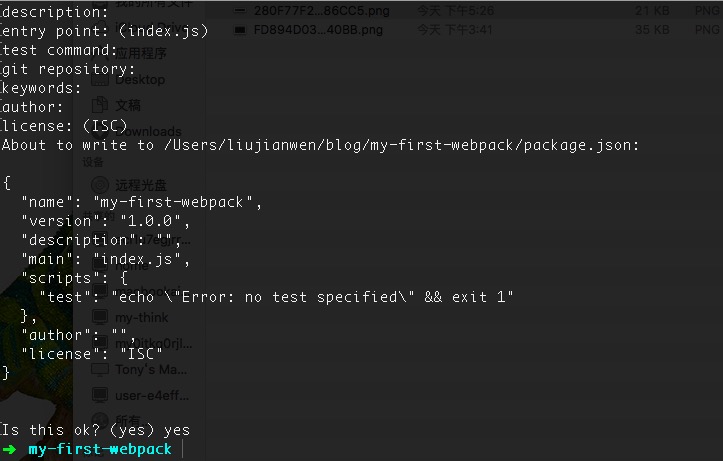 description:
entry point: (index.js)
test command:
git repository:
keywords:
author:
license: (ISC)
About to write to /Users/liujianwen/blog/my-first-webpack/package.json:
{
"name": "my-first-webpack",
"version": "1.0.0",
"description": "",
"main": "index.js",
"scripts": {
"test": "echo \"Error: no test specified\" && exit 1"
},
"author": "",
"license": "ISC"
}
Is this ok? (yes) yes
➜ my-first-webpack
280F77F2...86CC5.png 今天 下午5:26 21 KB PNG
FD894D03...408B.png 今天 下午3:41 35 KB PNG
应用程序
Desktop
文稿
Downloads
设备
远程光盘
my-think
Tony's Ma...
user-e4eff...
所有...